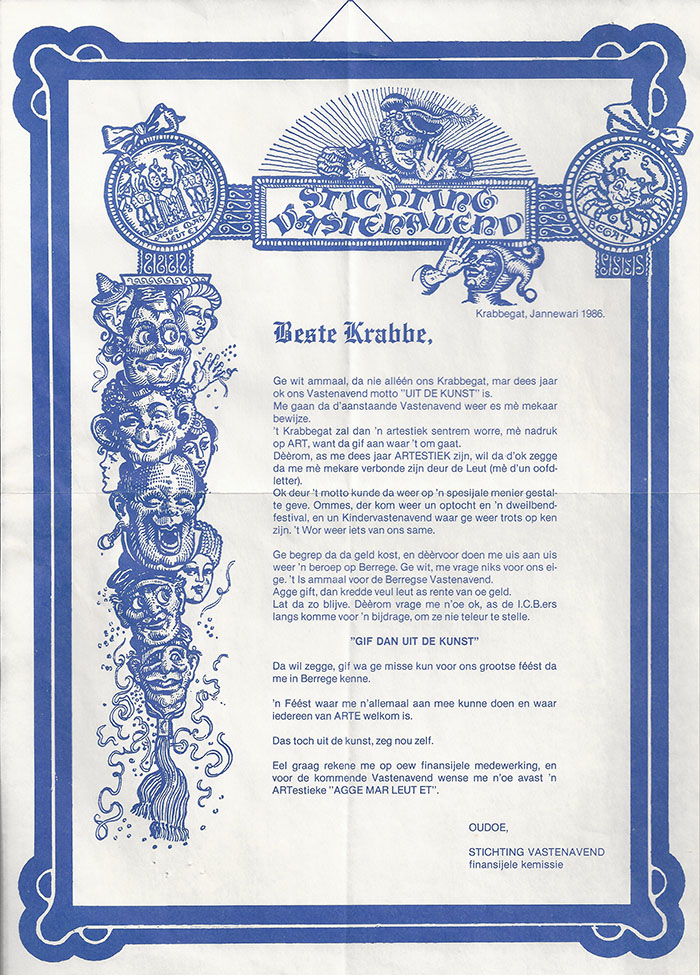 AGGE MAR
LEUT ET
STICHTING
VASTENAVEND
BEGAT
Krabbegat, Jannewari 1986.
Beste Krabbe,
Ge wit ammaal, da nie allèèn ons Krabbegat, mar dees jaar
ok ons Vastenavend motto "UIT DE KUNST" is.
Me gaan da d'aanstaande Vastenavend weer es mè mekaar
bewijze.
't Krabbegat zal dan 'n artestiek sentrem worre, mè nadruk
op ART, want da gif aan waar 't om gaat.
Dèèrom, as me dees jaar ARTESTIEK zijn, wil da d'ok zegge
da me mè mekare verbonde zijn deur de Leut (mè d'un oofd-
letter).
Ok deur 't motto kunde da weer op 'n spesijale menier gestal-
te geve. Ommes, der kom weer un optocht en 'n dweilbend-
festival, en un Kindervastenavend waar ge weer trots op ken
zijn. 't Wor weer iets van ons same.
Ge begrep da da geld kost, en dèèrvoor doen me uis aan uis
weer 'n beroep op Berrege. Ge wit, me vrage niks voor ons ei-
ge. 't Is ammaal voor de Berregse Vastenavend.
Agge gift, dan kredde veul leut as rente van oe geld.
Lat da zo blijve. Dèèrom vrage me n'oe ok, as de I.C.B.ers
langs komme voor 'n bijdrage, om ze nie teleur te stelle.
"GIF DAN UIT DE KUNST"
Da wil zegge, gif wa ge misse kun voor ons grootse féést da
me in Berrege kenne.
'n Féést waar me n'allemaal aan mee kunne doen en waar
iedereen van ARTE welkom is.
Das toch uit de kunst, zeg nou zelf.
Eel graag rekene me op oew finansijele medewerking, en
voor de kommende Vastenavend wense me n'oe avast 'n
ARTestieke "AGGE MAR LEUT ET".
OUDOE,
STICHTING VASTENAVEND
finansijele kemissie